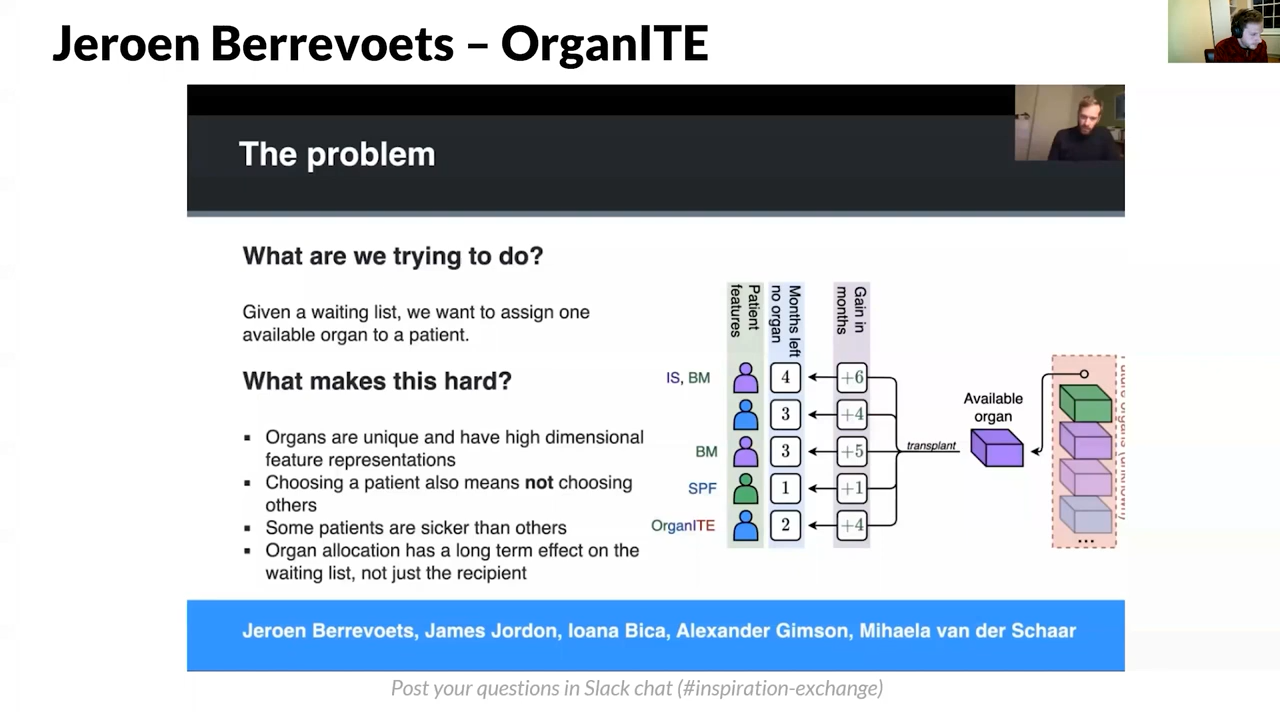 Jeroen Berrevoets – OrganITE
The problem
What are we trying to do?
Given a waiting list, we want to assign one
available organ to a patient.
What makes this hard?
▪ Organs are unique and have high dimensional
feature representations
▪ Choosing a patient also means not choosing
others
▪ Some patients are sicker than others
▪ Organ allocation has a long term effect on the
waiting list, not just the recipient
Patient
features
Months left
no organ
Gain in
months
IS, BM 4 +6
3 +4
BM 3 +5
SPF 1 +1
OrganITE 2 +4
transplant
Available
organ
...
Jeroen Berrevoets, James Jordon, Ioana Bica, Alexander Gimson, Mihaela van der Schaar
Post your questions in Slack chat (#inspiration-exchange)